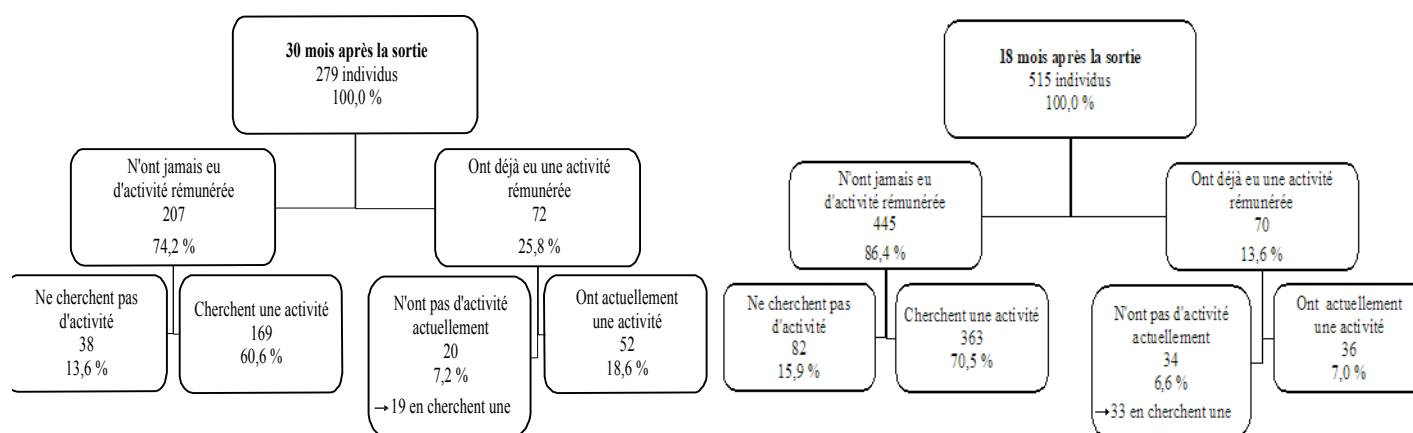 30 mois après la sortie
279 individus
100,0 %
N'ont jamais eu
d'activité rémunérée
207
74,2 %
Ont déjà eu une activité
rémunérée
72
25,8 %
Ne cherchent pas
d'activité
38
13,6 %
Cherchent une activité
169
60,6 %
N'ont pas d'activité
actuellement
20
7,2 %
→19 en cherchent une
Ont actuellement
une activité
52
18,6 %
18 mois après la sortie
515 individus
100,0 %
N'ont jamais eu
d'activité rémunérée
445
86,4 %
Ont déjà eu une activité
rémunérée
70
13,6 %
Ne cherchent pas
d'activité
82
15,9 %
Cherchent une activité
363
70,5 %
N'ont pas d'activité
actuellement
34
6,6 %
→33 en cherchent une
Ont actuellement
une activité
36
7,0 %